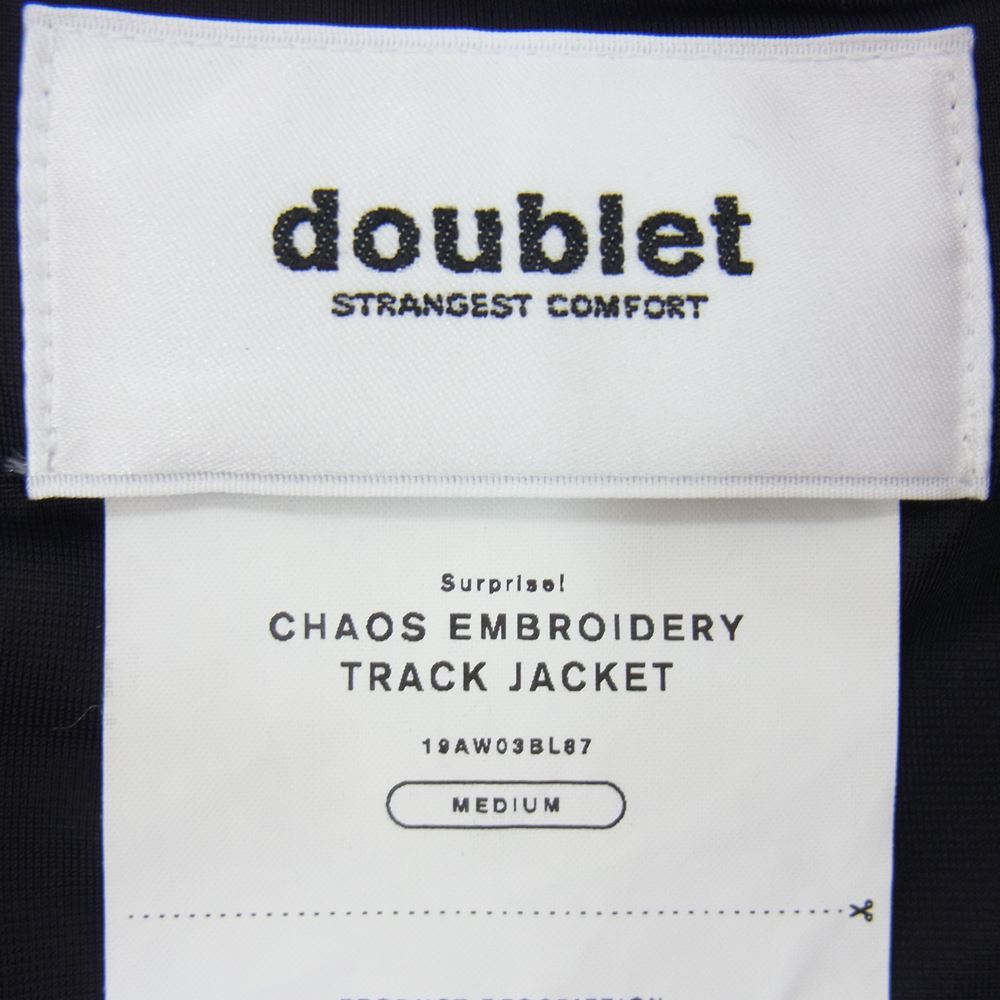 doublet
STRANGEST COMFORT
Surprise!
CHAOS EMBROIDERY
TRACK JACKET
19AW03BL87
MEDIUM